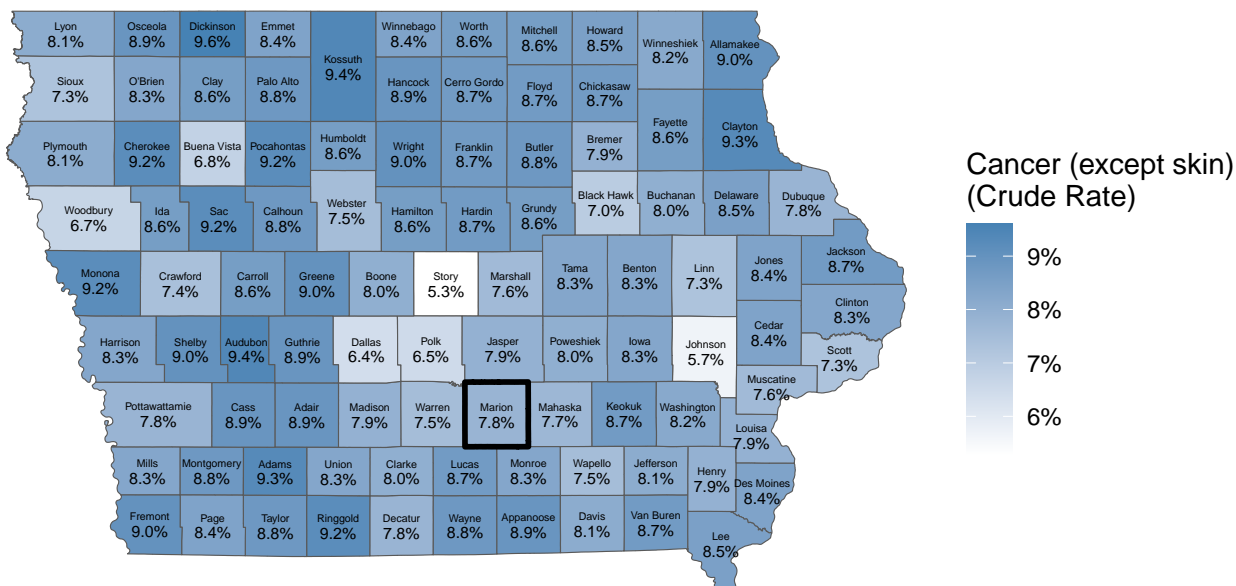 Lyon
8.1%
Osceola
8.9%
Dickinson
9.6%
Emmet
8.4%
Kossuth
9.4%
Winnebago
8.4%
Worth
8.6%
Mitchell
8.6%
Howard
8.5%
Winneshiek
8.2%
Allamakee
9.0%
Sioux
7.3%
O'Brien
8.3%
Clay
8.6%
Palo Alto
8.8%
Hancock
8.9%
Cerro Gordo
8.7%
Floyd
8.7%
Chickasaw
8.7%
Fayette
8.6%
Clayton
9.3%
Plymouth
8.1%
Cherokee
9.2%
Buena Vista
6.8%
Pocahontas
9.2%
Humboldt
8.6%
Wright
9.0%
Franklin
8.7%
Butler
8.8%
Bremer
7.9%
Woodbury
6.7%
Ida
8.6%
Sac
9.2%
Calhoun
8.8%
Webster
7.5%
Hamilton
8.6%
Hardin
8.7%
Grundy
8.6%
Black Hawk
7.0%
Buchanan
8.0%
Delaware
8.5%
Dubuque
7.8%
Monona
9.2%
Crawford
7.4%
Carroll
8.6%
Greene
9.0%
Boone
8.0%
Story
5.3%
Marshall
7.6%
Tama
8.3%
Benton
8.3%
Linn
7.3%
Jones
8.4%
Jackson
8.7%
Clinton
8.3%
Harrison
8.3%
Shelby
9.0%
Audubon
9.4%
Guthrie
8.9%
Dallas
6.4%
Polk
6.5%
Jasper
7.9%
Poweshiek
8.0%
Iowa
8.3%
Johnson
5.7%
Cedar
8.4%
Scott
7.3%
Muscatine
7.6%
Pottawattamie
7.8%
Cass
8.9%
Adair
8.9%
Madison
7.9%
Warren
7.5%
Marion
7.8%
Mahaska
7.7%
Keokuk
8.7%
Washington
8.2%
Louisa
7.9%
Mills
8.3%
Montgomery
8.8%
Adams
9.3%
Union
8.3%
Clarke
8.0%
Lucas
8.7%
Monroe
8.3%
Wapello
7.5%
Jefferson
8.1%
Henry
7.9%
Des Moines
8.4%
Fremont
9.0%
Page
8.4%
Taylor
8.8%
Ringgold
9.2%
Decatur
7.8%
Wayne
8.8%
Appanoose
8.9%
Davis
8.1%
Van Buren
8.7%
Lee
8.5%
Cancer (except skin)
(Crude Rate)
9%
8%
7%
6%